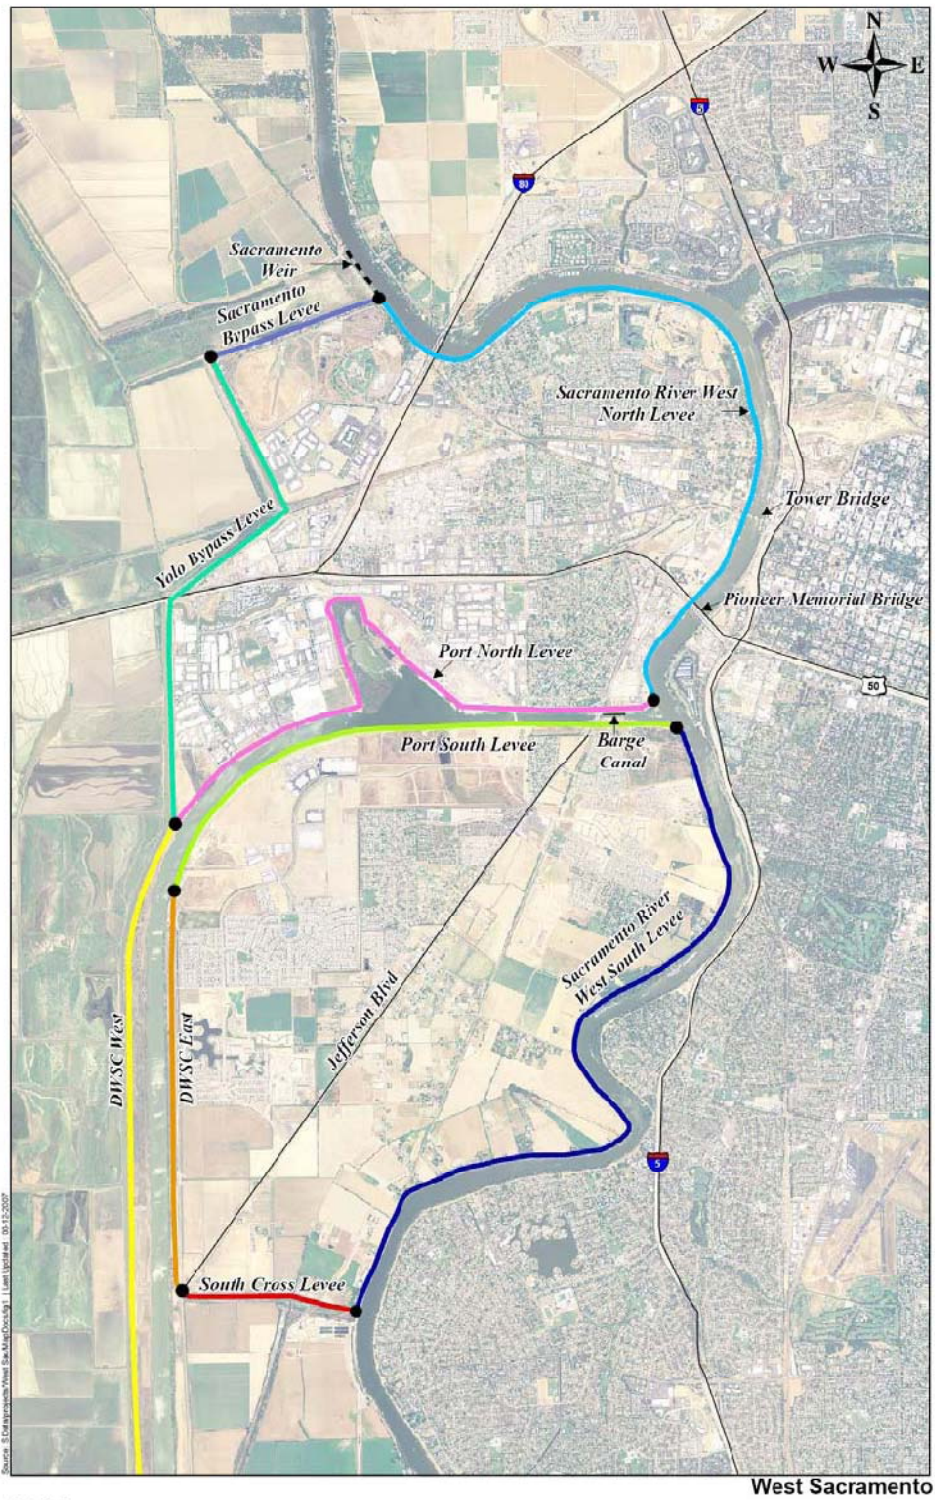 N
W E
S
5
80
Sacramento
Weir
Sacramento
Bypass Levee
Sacramento River West
North Levee
Tower Bridge
Yolo Bypass Levee
Pioneer Memorial Bridge
Port North Levee
50
Port South Levee
Barge
Canal
Sacramento River
West South Levee
Jefferson Blvd
DWSC West
DWSC East
5
South Cross Levee
West Sacramento